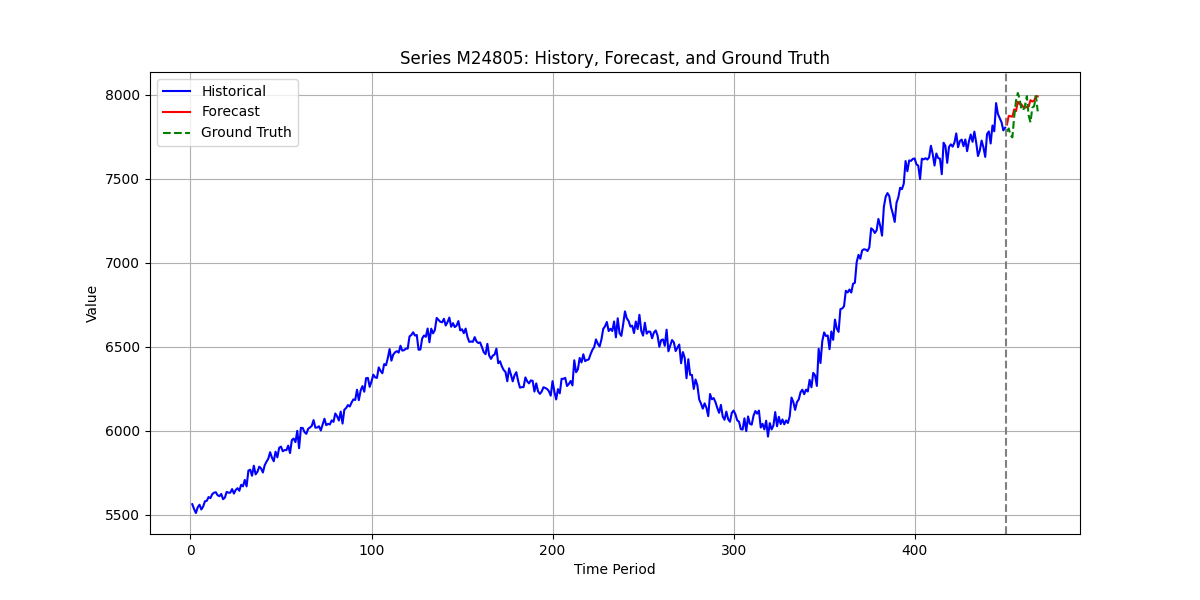 Series M24805: History, Forecast, and Ground Truth
Historical
Forecast
Ground Truth
8000
7500
7000
6500
6000
5500
Value
0 100 200 300 400
Time Period